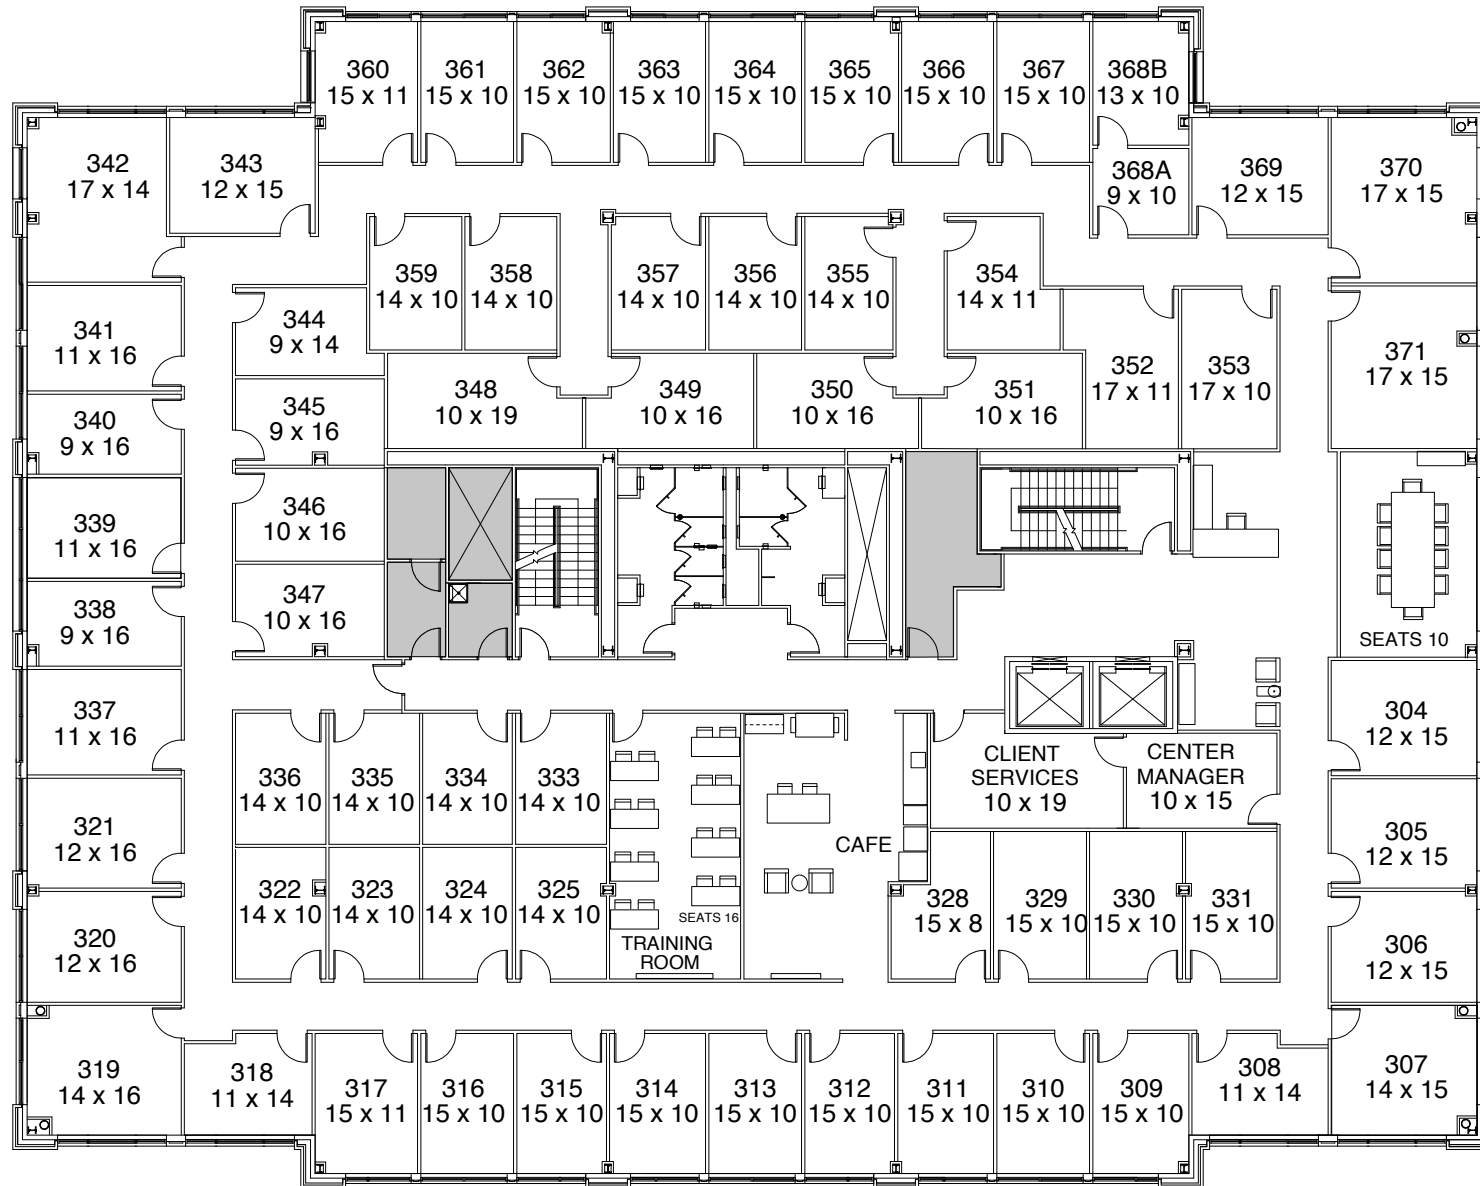 360
15 x 11
361
15 x 10
362
15 x 10
363
15 x 10
364
15 x 10
365
15 x 10
366
15 x 10
367
15 x 10
368B
13 x 10
342
17 x 14
343
12 x 15
368A
9 x 10
369
12 x 15
370
17 x 15
359
14 x 10
358
14 x 10
357
14 x 10
356
14 x 10
355
14 x 10
354
14 x 11
341
11 x 16
344
9 x 14
352
17 x 11
353
17 x 10
371
17 x 15
340
9 x 16
345
9 x 16
348
10 x 19
349
10 x 16
350
10 x 16
351
10 x 16
339
11 x 16
346
10 x 16
338
9 x 16
347
10 x 16
SEATS 10
337
11 x 16
336
14 x 10
335
14 x 10
334
14 x 10
333
14 x 10
CLIENT
SERVICES
10 x 19
CENTER
MANAGER
10 x 15
304
12 x 15
321
12 x 16
CAFE
305
12 x 15
322
14 x 10
323
14 x 10
324
14 x 10
325
14 x 10
SEATS 16
TRAINING
ROOM
328
15 x 8
329
15 x 10
330
15 x 10
331
15 x 10
320
12 x 16
306
12 x 15
319
14 x 16
318
11 x 14
317
15 x 11
316
15 x 10
315
15 x 10
314
15 x 10
313
15 x 10
312
15 x 10
311
15 x 10
310
15 x 10
309
15 x 10
308
11 x 14
307
14 x 15